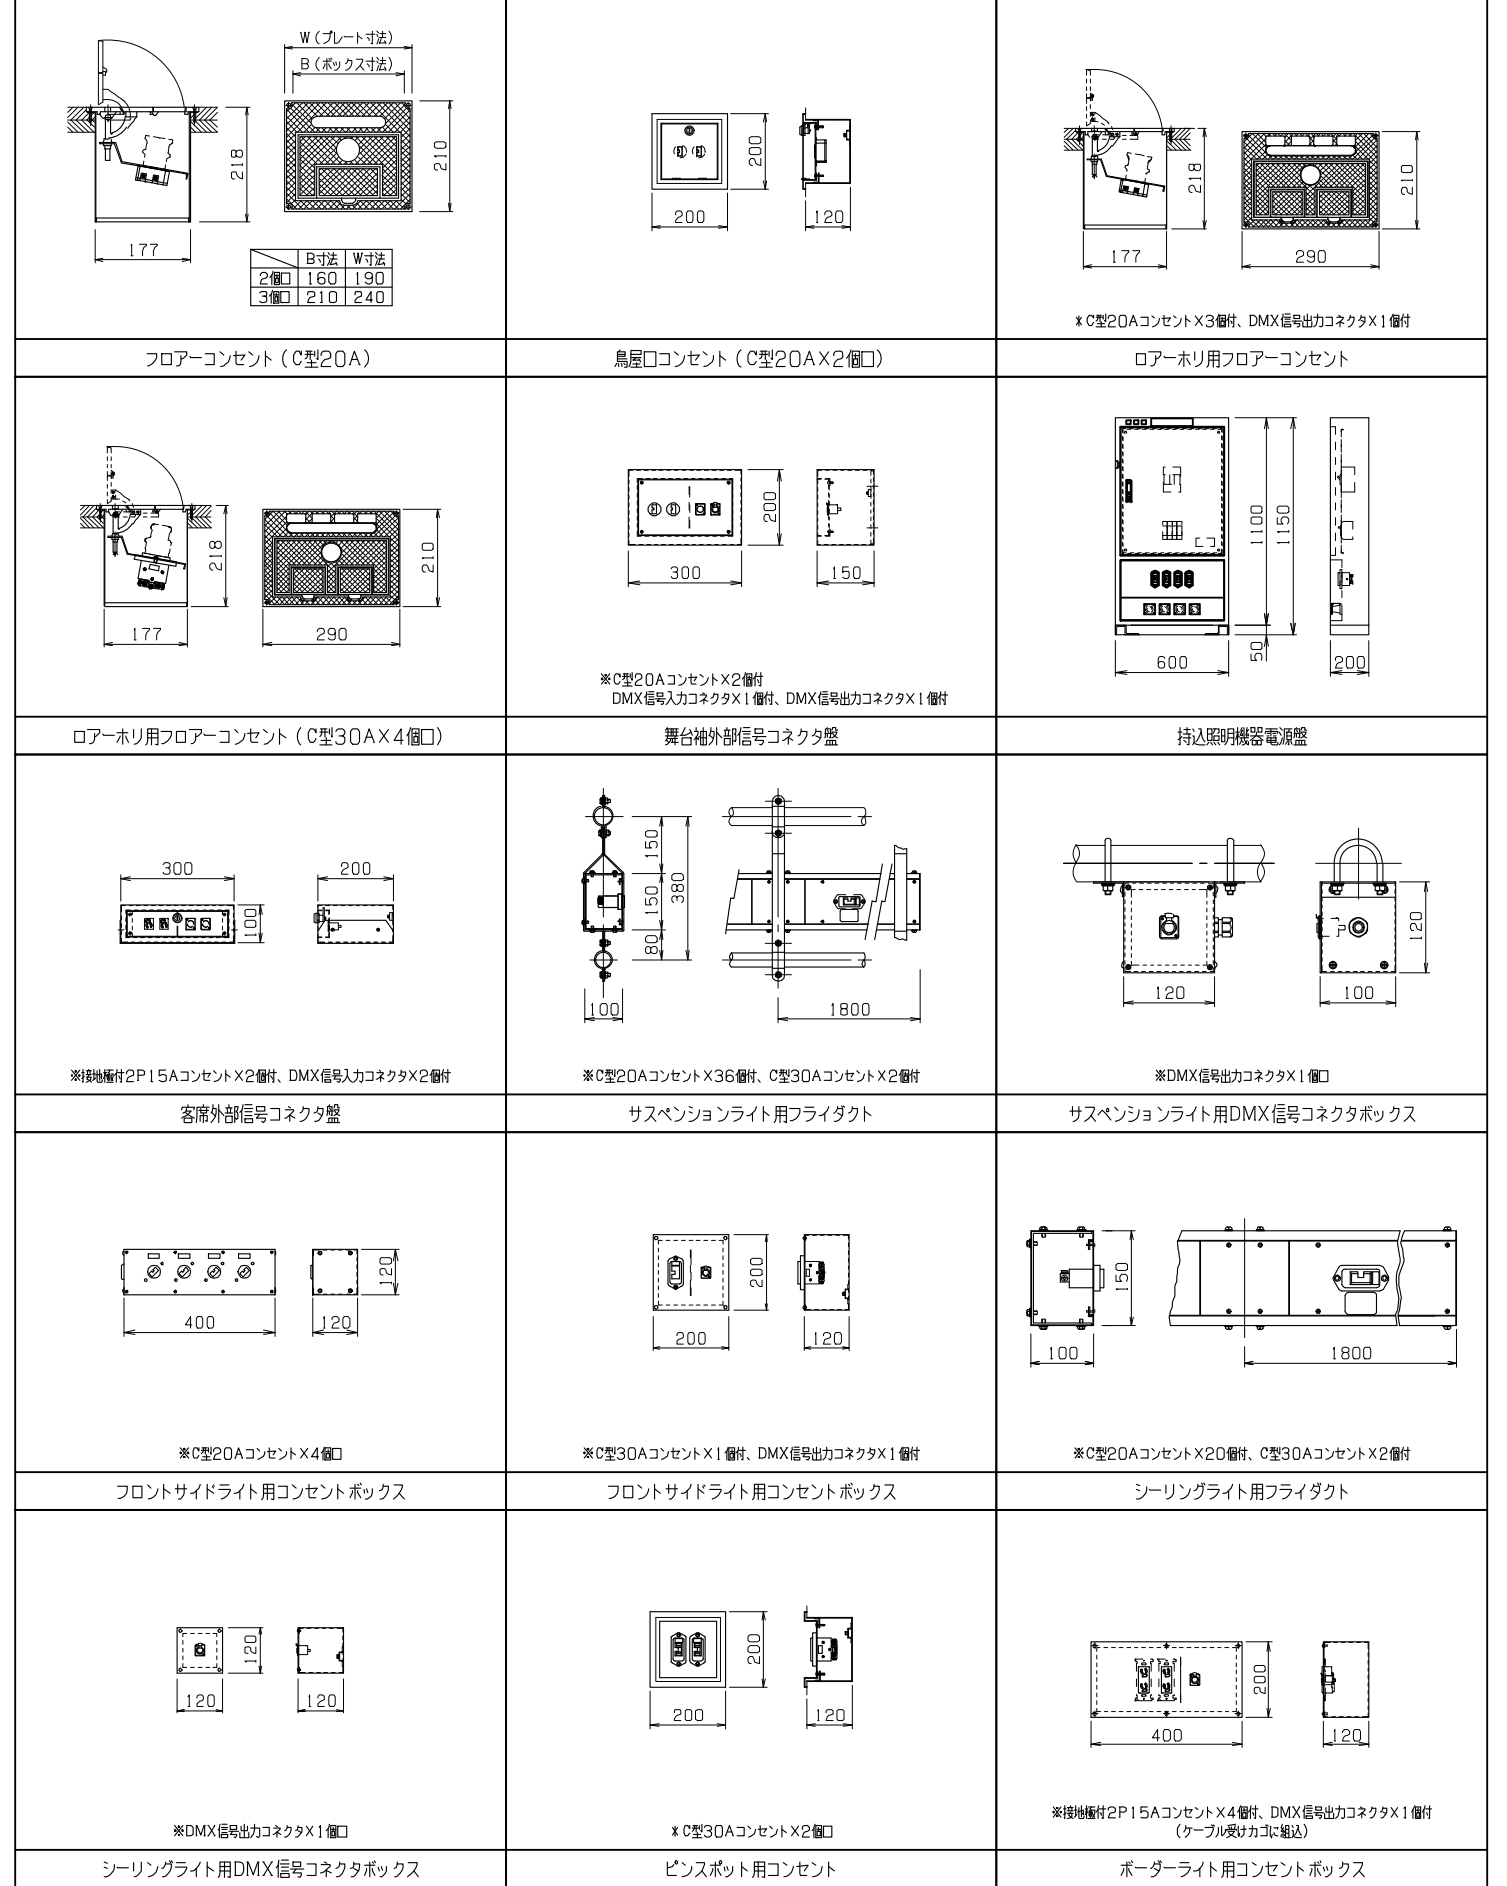 W（プレート寸法）
B（ボックス寸法）
218
210
177
B寸法 W寸法
2個口 160 190
3個口 210 240
フロアーコンセント（C型20A）
200
200
120
鳥屋口コンセント（C型20A×2個口）
218
210
177
290
＊C型20Aコンセント×3個付、DMX信号出力コネクタ×1個付
ロアーホリ用フロアーコンセント
218
210
177
290
ロアーホリ用フロアーコンセント（C型30A×4個口）
200
300
150
※C型20Aコンセント×2個付
DMX信号入力コネクタ×1個付、DMX信号出力コネクタ×1個付
舞台袖外部信号コネクタ盤
1100
1150
50
600
200
持込照明機器電源盤
300
200
100
※接地極付2P15Aコンセント×2個付、DMX信号入力コネクタ×2個付
客席外部信号コネクタ盤
150
380
150
80
100
1800
※C型20Aコンセント×36個付、C型30Aコンセント×2個付
サスペンションライト用フライダクト
120
120
100
※DMX信号出力コネクタ×1個口
サスペンションライト用DMX信号コネクタボックス
120
400
120
※C型20Aコンセント×4個口
フロントサイドライト用コンセントボックス
200
200
120
※C型30Aコンセント×1個付、DMX信号出力コネクタ×1個付
フロントサイドライト用コンセントボックス
150
100
1800
※C型20Aコンセント×20個付、C型30Aコンセント×2個付
シーリングライト用フライダクト
120
120
120
※DMX信号出力コネクタ×1個口
シーリングライト用DMX信号コネクタボックス
200
200
120
＊C型30Aコンセント×2個口
ピンスポット用コンセント
200
400
120
※接地極付2P15Aコンセント×4個付、DMX信号出力コネクタ×1個付
（ケーブル受けカゴに組込）
ボーダーライト用コンセントボックス